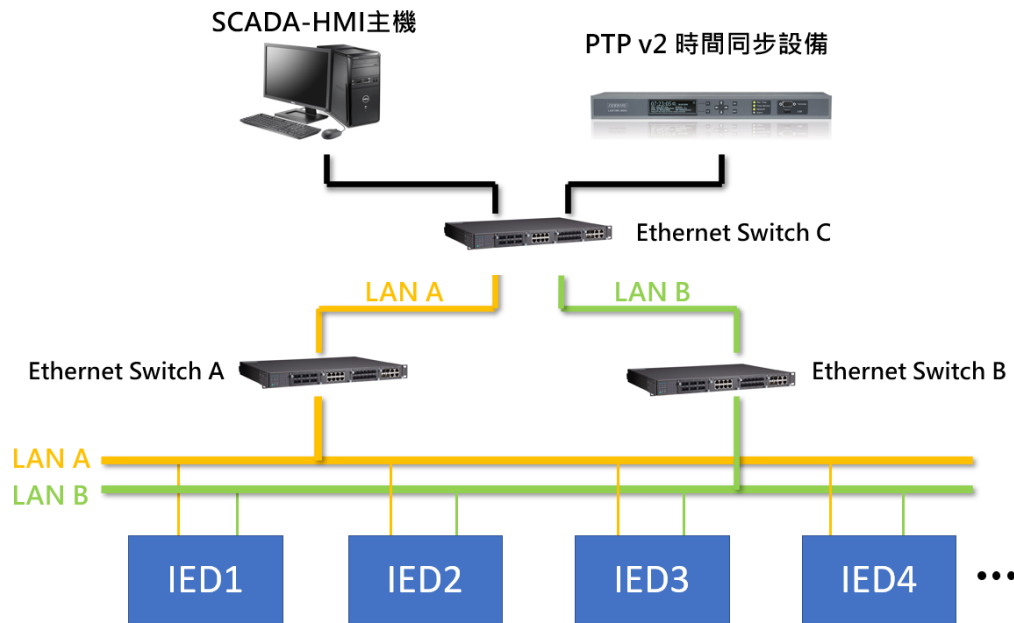 SCADA-HMI主機
PTP v2 時間同步設備
Ethernet Switch C
LAN A
LAN B
Ethernet Switch A
Ethernet Switch B
LAN A
LAN B
IED1
IED2
IED3
IED4
•••